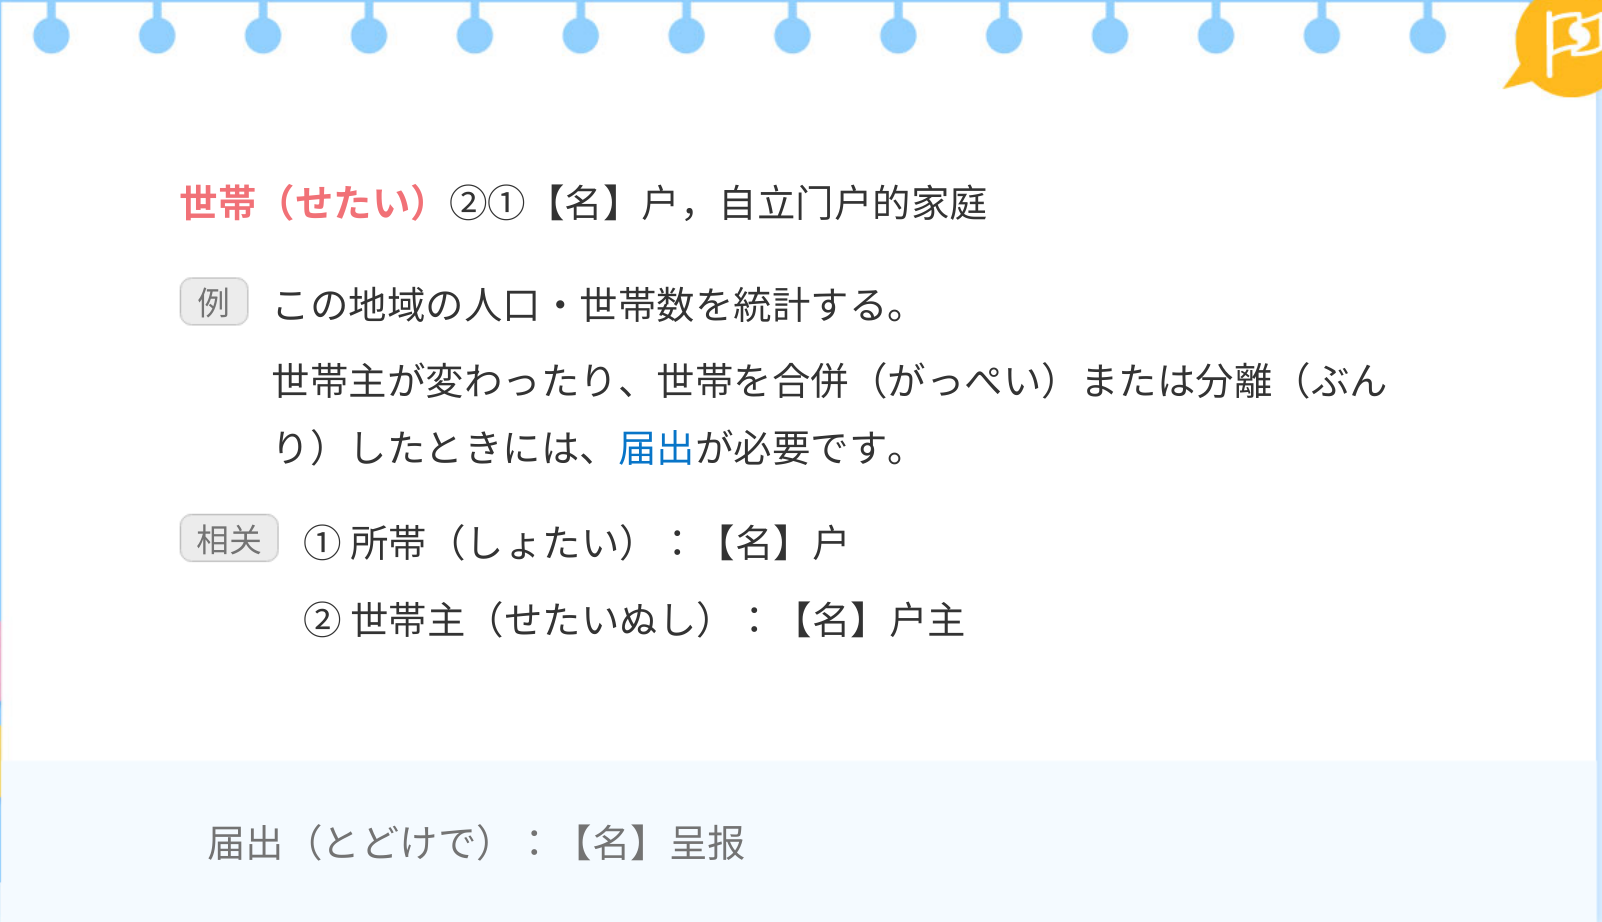 世帯（せたい）②①【名】户，自立门户的家庭
例 この地域の人口・世帯数を統計する。
世帯主が変わったり、世帯を合併（がっぺい）または分離（ぶん
り）したときには、届出が必要です。
相关 ① 所帯（しょたい）：【名】户
② 世帯主（せたいぬし）：【名】户主
届出（とどけで）：【名】呈报